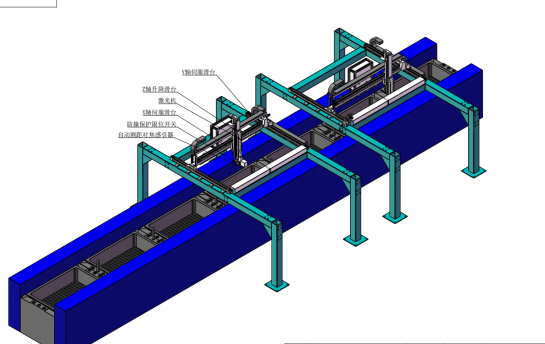 Y轴伺服滑台
Z轴升降滑台
激光机
X轴伺服滑台
防撞保护限位开关
自动测距对焦感引器